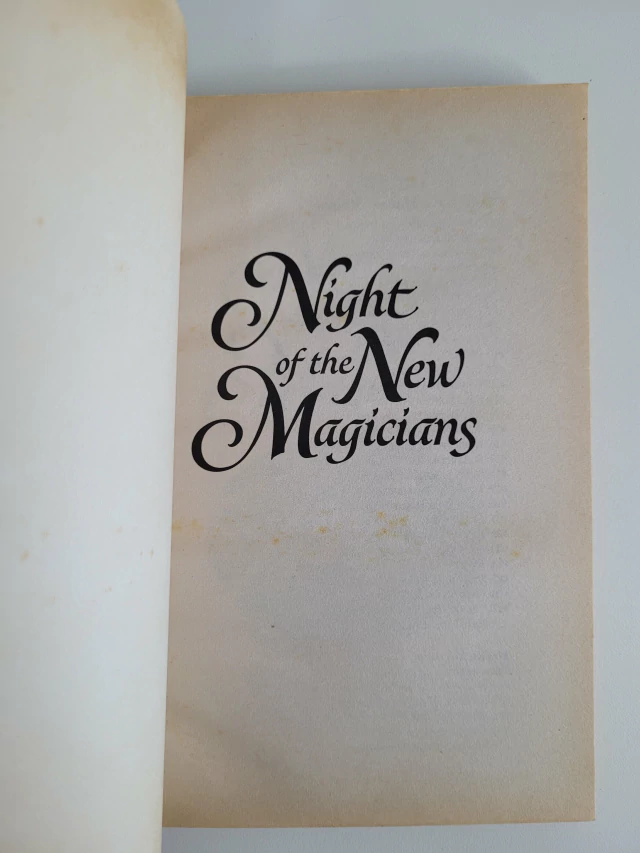 Night
of the New
Magicians